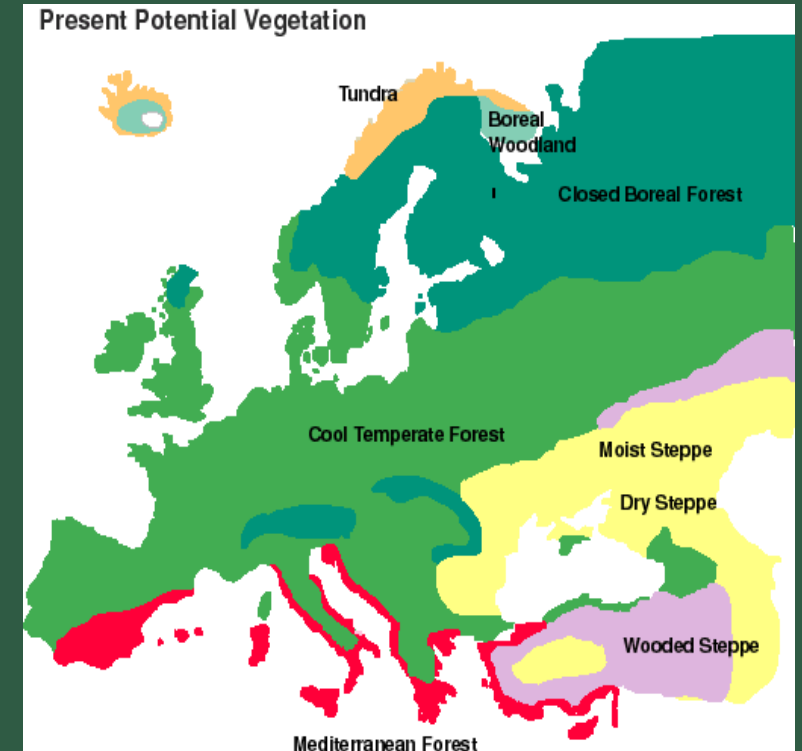 Present Potential Vegetation
Tundra
Boreal
Woodland
Closed Boreal Forest
Cool Temperate Forest
Moist Steppe
Dry Steppe
Wooded Steppe
Mediterranean Forest